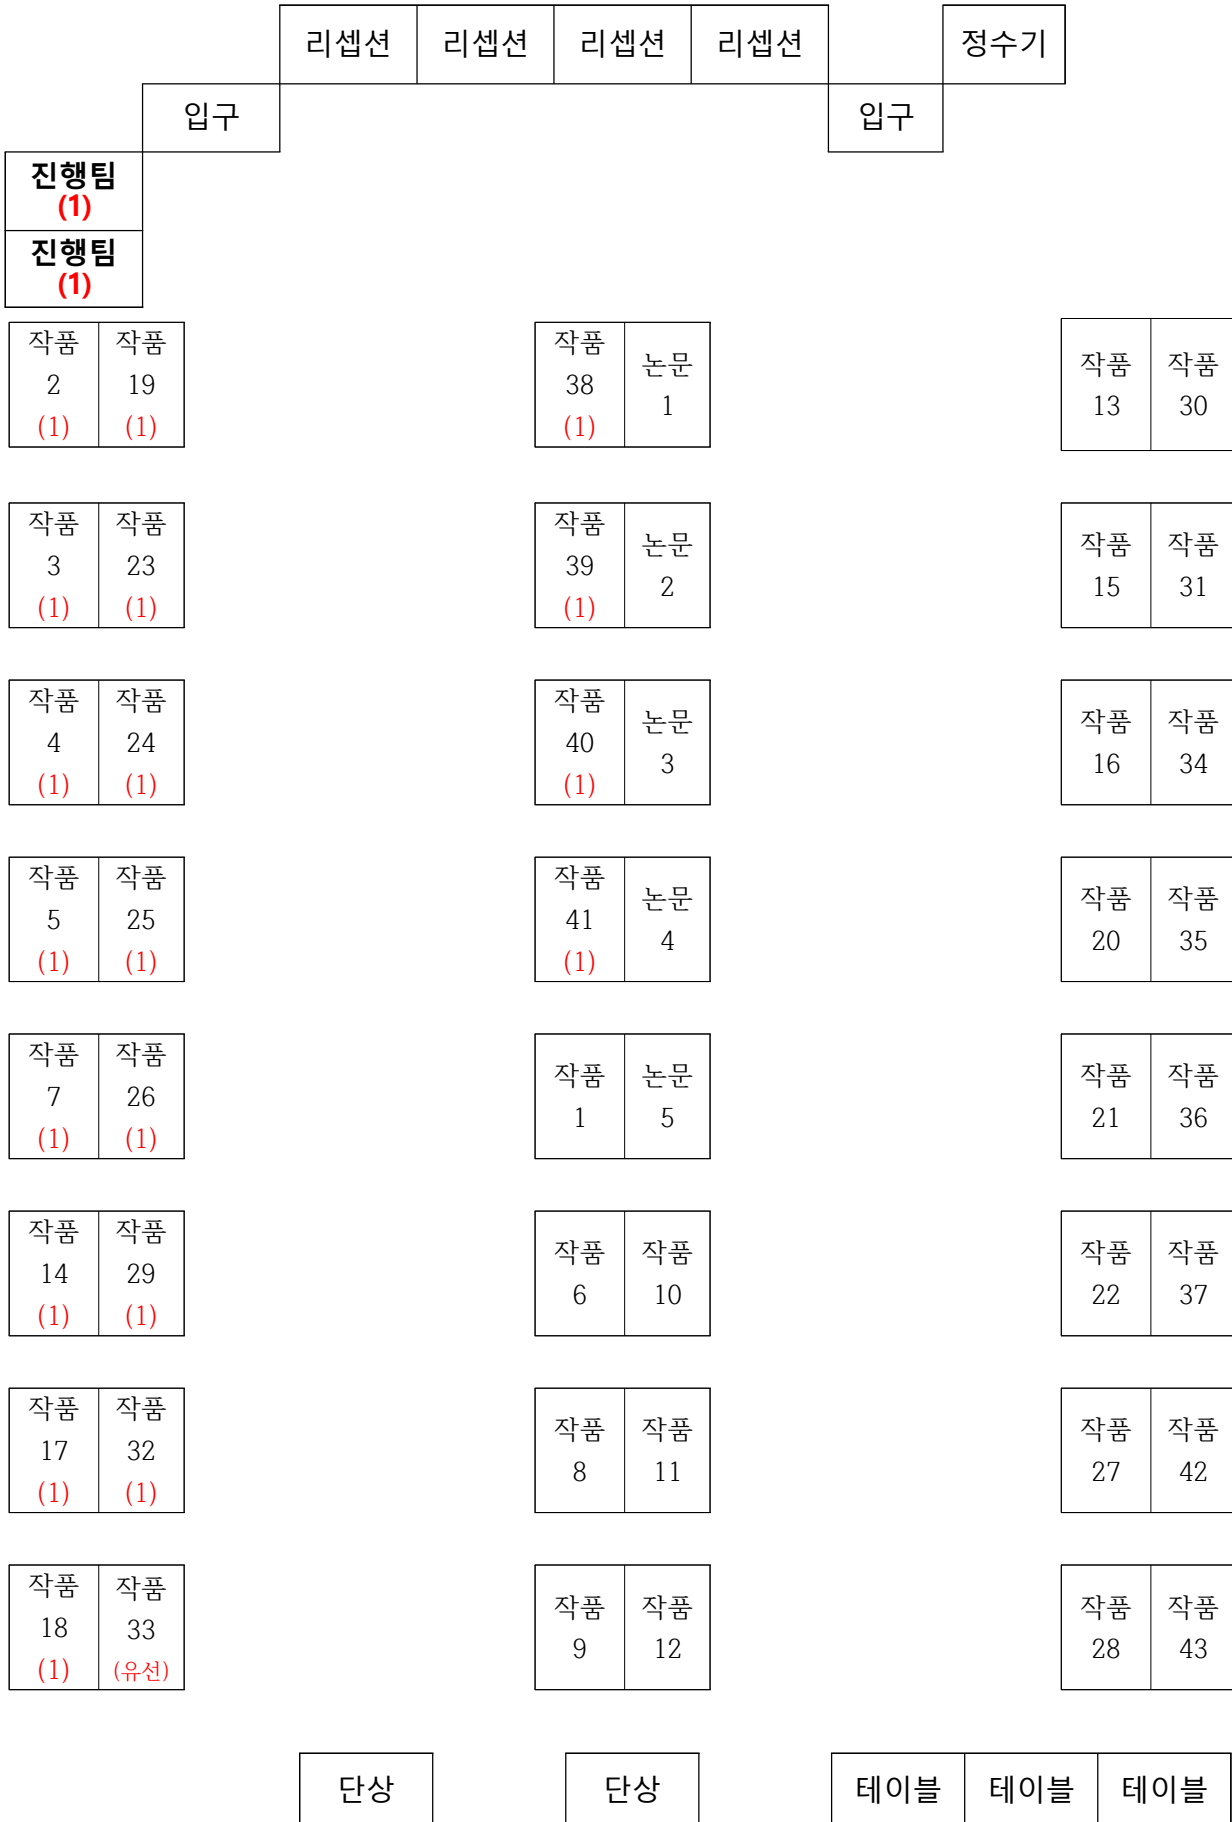 리셉션 리셉션 리셉션 리셉션 정수기
입구 입구
진행팀
(1)
진행팀
(1)
작품 작품 작품 논문 작품 작품
2 19 38 1 13 30
(1) (1) (1)
작품 작품 작품 논문 작품 작품
3 23 39 2 15 31
(1) (1) (1)
작품 작품 작품 논문 작품 작품
4 24 40 3 16 34
(1) (1) (1)
작품 작품 작품 논문 작품 작품
5 25 41 4 20 35
(1) (1) (1)
작품 작품 작품 논문 작품 작품
7 26 1 5 21 36
(1) (1)
작품 작품 작품 작품 작품 작품
14 29 6 10 22 37
(1) (1)
작품 작품 작품 작품 작품 작품
17 32 8 11 27 42
(1) (1)
작품 작품 작품 작품 작품 작품
18 33 9 12 28 43
(1) (유선)
단상 단상 테이블 테이블 테이블